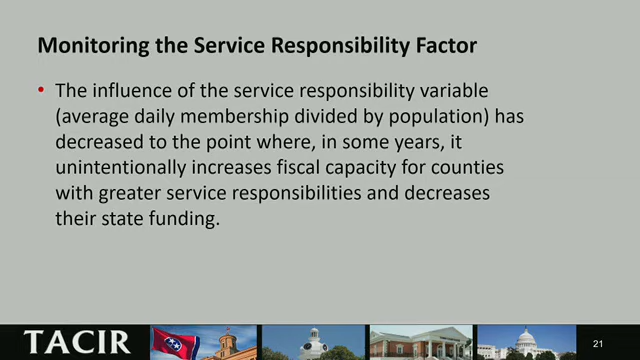 Monitoring the Service Responsibility Factor
• The influence of the service responsibility variable
(average daily membership divided by population) has
decreased to the point where, in some years, it
unintentionally increases fiscal capacity for counties
with greater service responsibilities and decreases
their state funding.
TACIR
21